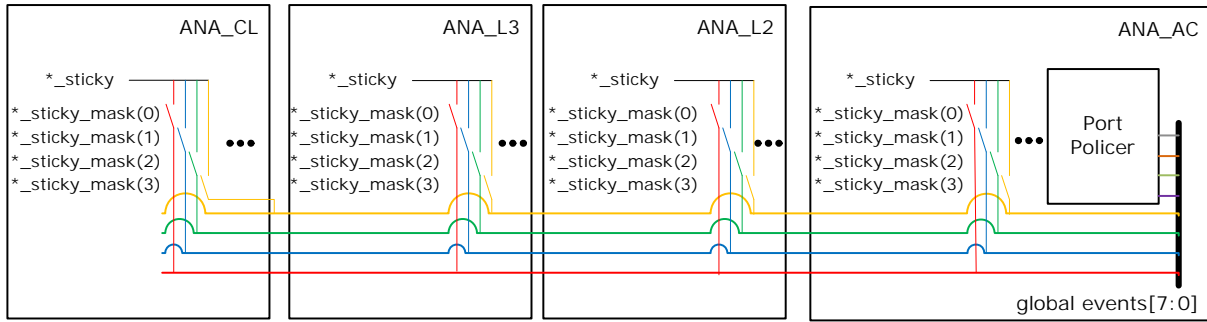 ANA_CL
*_sticky
*_sticky_mask(0)
*_sticky_mask(1)
*_sticky_mask(2)
*_sticky_mask(3)
ANA_L3
*_sticky
*_sticky_mask(0)
*_sticky_mask(1)
*_sticky_mask(2)
*_sticky_mask(3)
ANA_L2
*_sticky
*_sticky_mask(0)
*_sticky_mask(1)
*_sticky_mask(2)
*_sticky_mask(3)
ANA_AC
*_sticky
*_sticky_mask(0)
*_sticky_mask(1)
*_sticky_mask(2)
*_sticky_mask(3)
Port
Policer
global events[7:0]